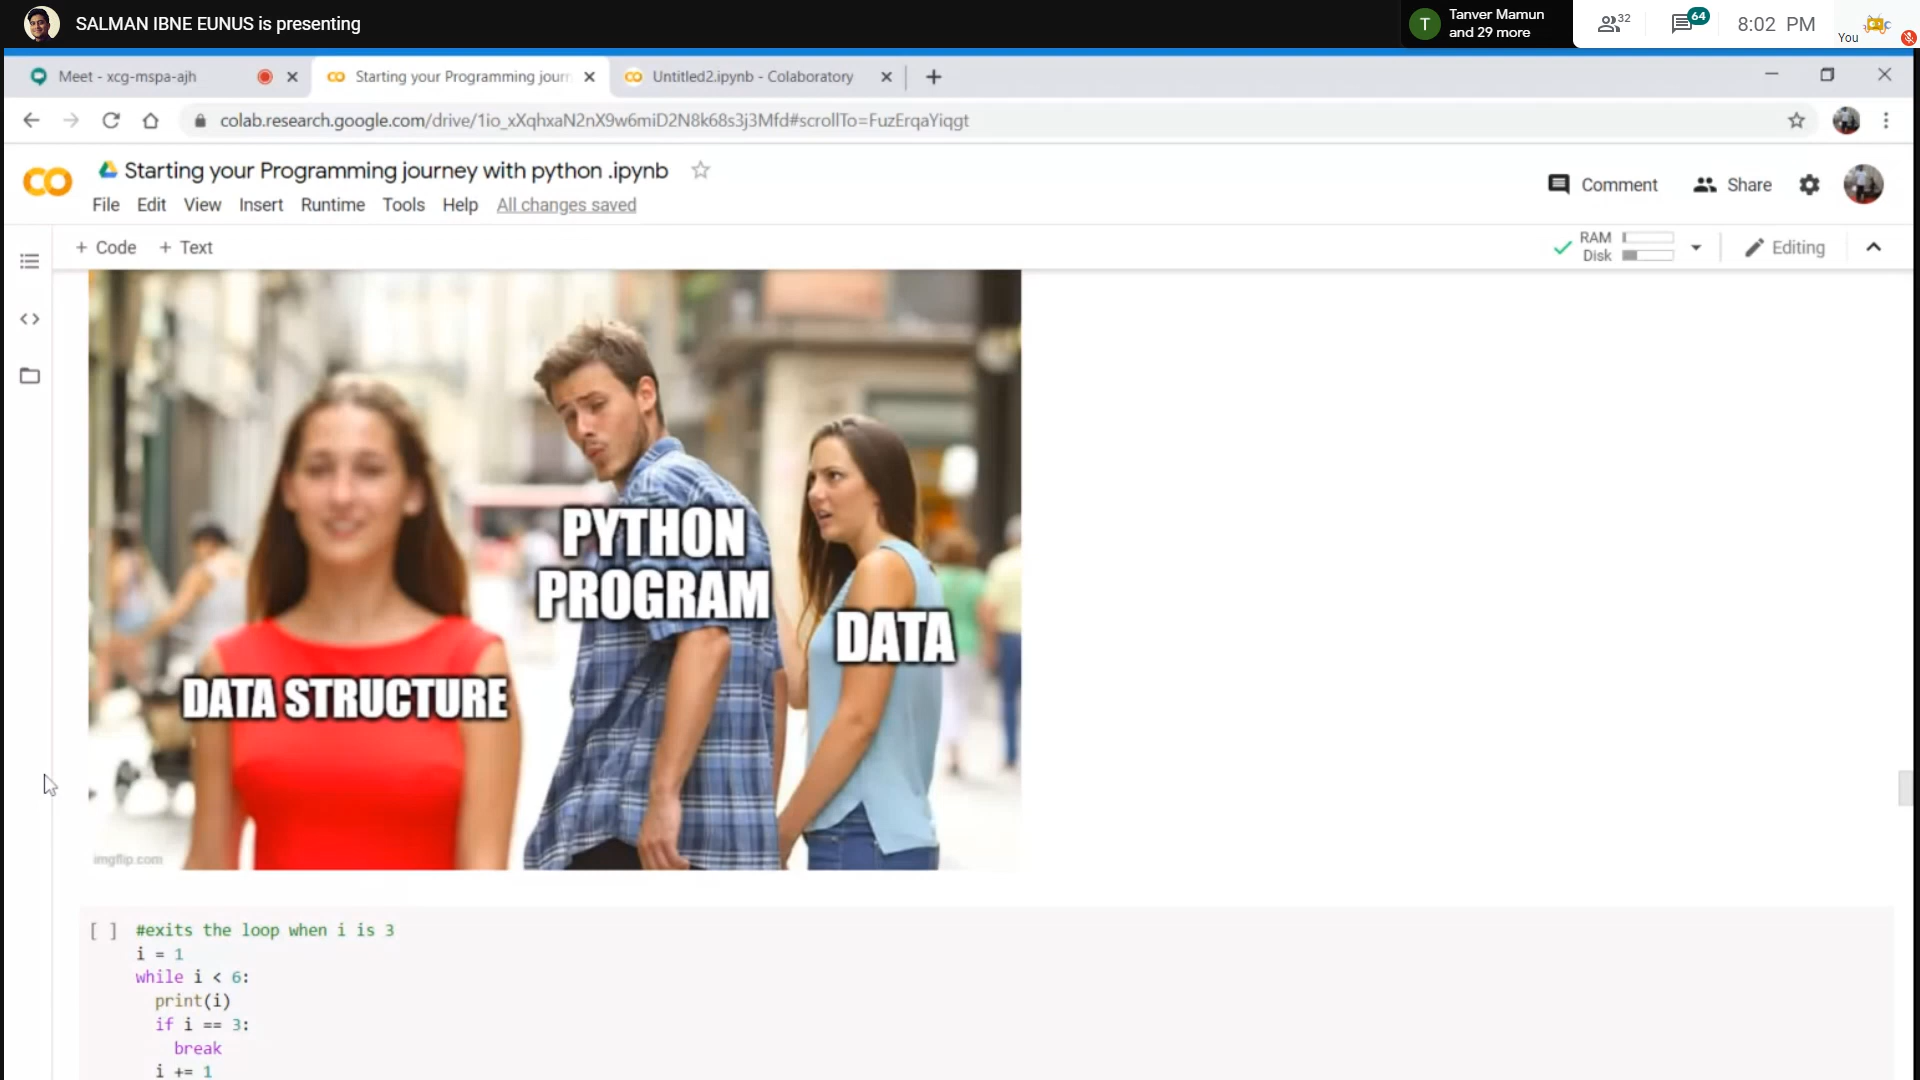 SALMAN IBNE EUNUS is presenting
T
Tanver Mamun
and 29 more
32
64
8:02 PM
You
Meet - xcg-mspa-ajh
Starting your Programming jour
Untitled2.ipynb - Colaboratory
colab.research.google.com/drive/1io_xXqhxaN2nX9w6miD2N8k68s3j3Mfd#scrollTo=FuzErqaYiqgt
Starting your Programming journey with python .ipynb
Comment
Share
File Edit View Insert Runtime Tools Help All changes saved
+ Code + Text
RAM
Disk
Editing
PYTHON
PROGRAM
DATA
DATA STRUCTURE
imgflip.com
[ ] #exits the loop when i is 3
i = 1
while i < 6:
print(i)
if i == 3:
break
i += 1